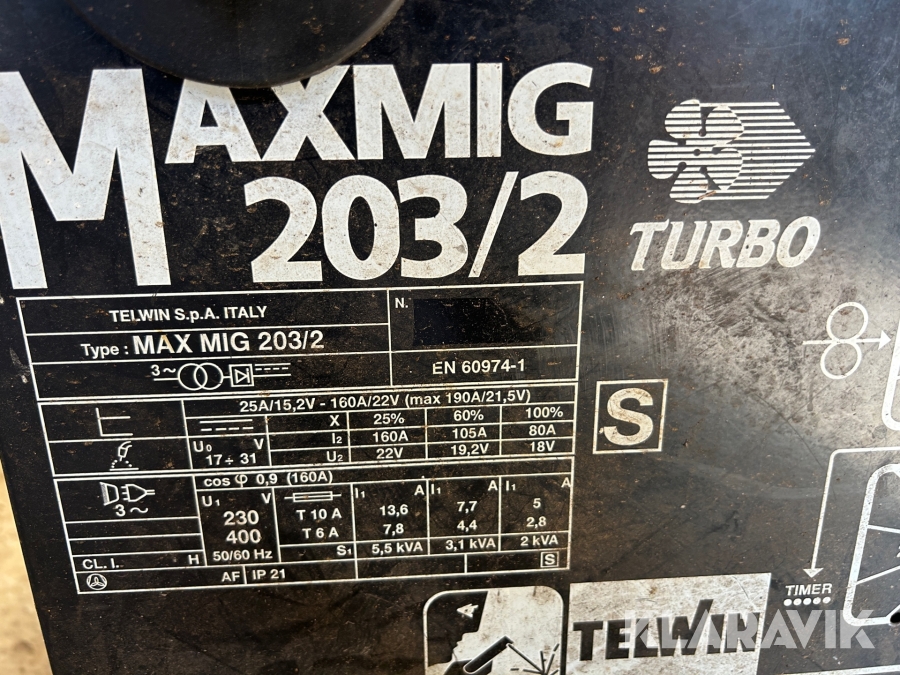 MAXMIG
203/2
TURBO
TELWIN S.p.A. ITALY
N.
Type : MAX MIG 203/2
3~
EN 60974-1
25A/15,2V - 160A/22V (max 190A/21,5V)
X 25% 60% 100%
U0 V I2 160A 105A 80A
17÷31 U2 22V 19,2V 18V
S
cos φ 0,9 (160A)
3~ U1 V I1 A I1 A I1 A
230 T 10 A 13,6 7,7 5
400 T 6 A 7,8 4,4 2,8
CL. I. H 50/60 Hz S1 5,5 kVA 3,1 kVA 2 kVA
AF IP 21 S
TIMER
A
TELWIN
KLARAVIK